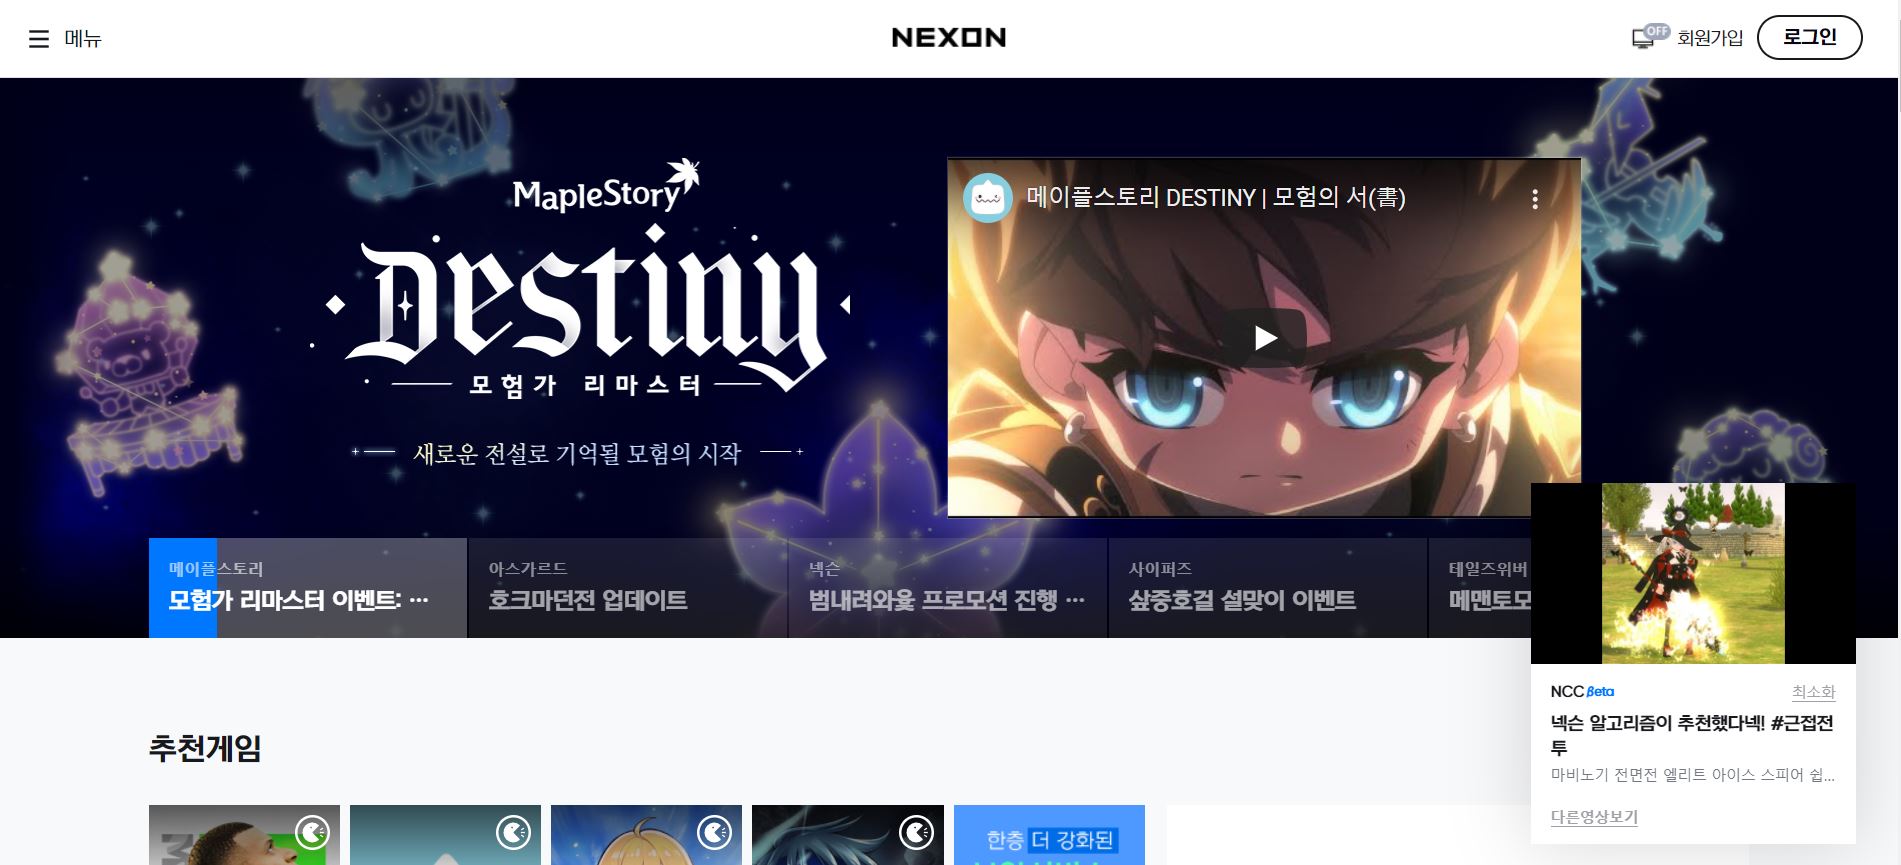 메뉴
NEXON
OFF
회원가입
로그인
MapleStory
Destiny
모험가 리마스터
새로운 전설로 기억될 모험의 시작
메이플스토리 DESTINY | 모험의 서(書)
메이플스토리
모험가 리마스터 이벤트: ···
아스가르드
호크마던전 업데이트
넥슨
범내려와윷 프로모션 진행 ···
사이퍼즈
샆중호걸 설맞이 이벤트
테일즈위버
메맨토모
NCC Beta
최소화
넥슨 알고리즘이 추천했다넥! #근접전
투
마비노기 전면전 엘리트 아이스 스피어 쉽...
다른영상보기
추천게임
한층 더 강화된